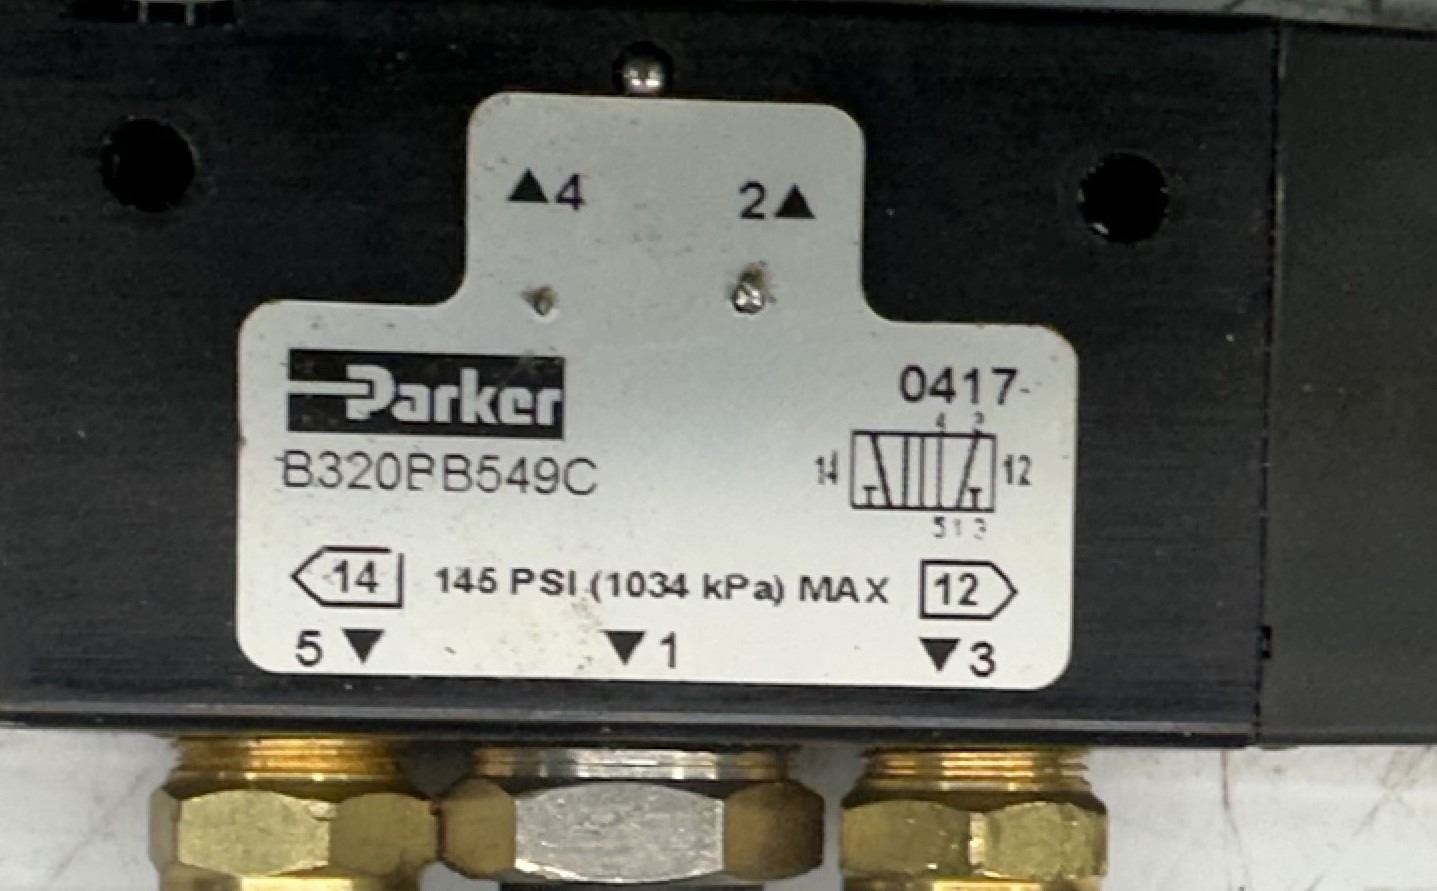 ▲4 2▲
Parker 0417-
B320BB549C
4 2
14 12
5 1 3
14 145 PSI (1034 kPa) MAX 12
5 ▼ ▼ 1 ▼ 3